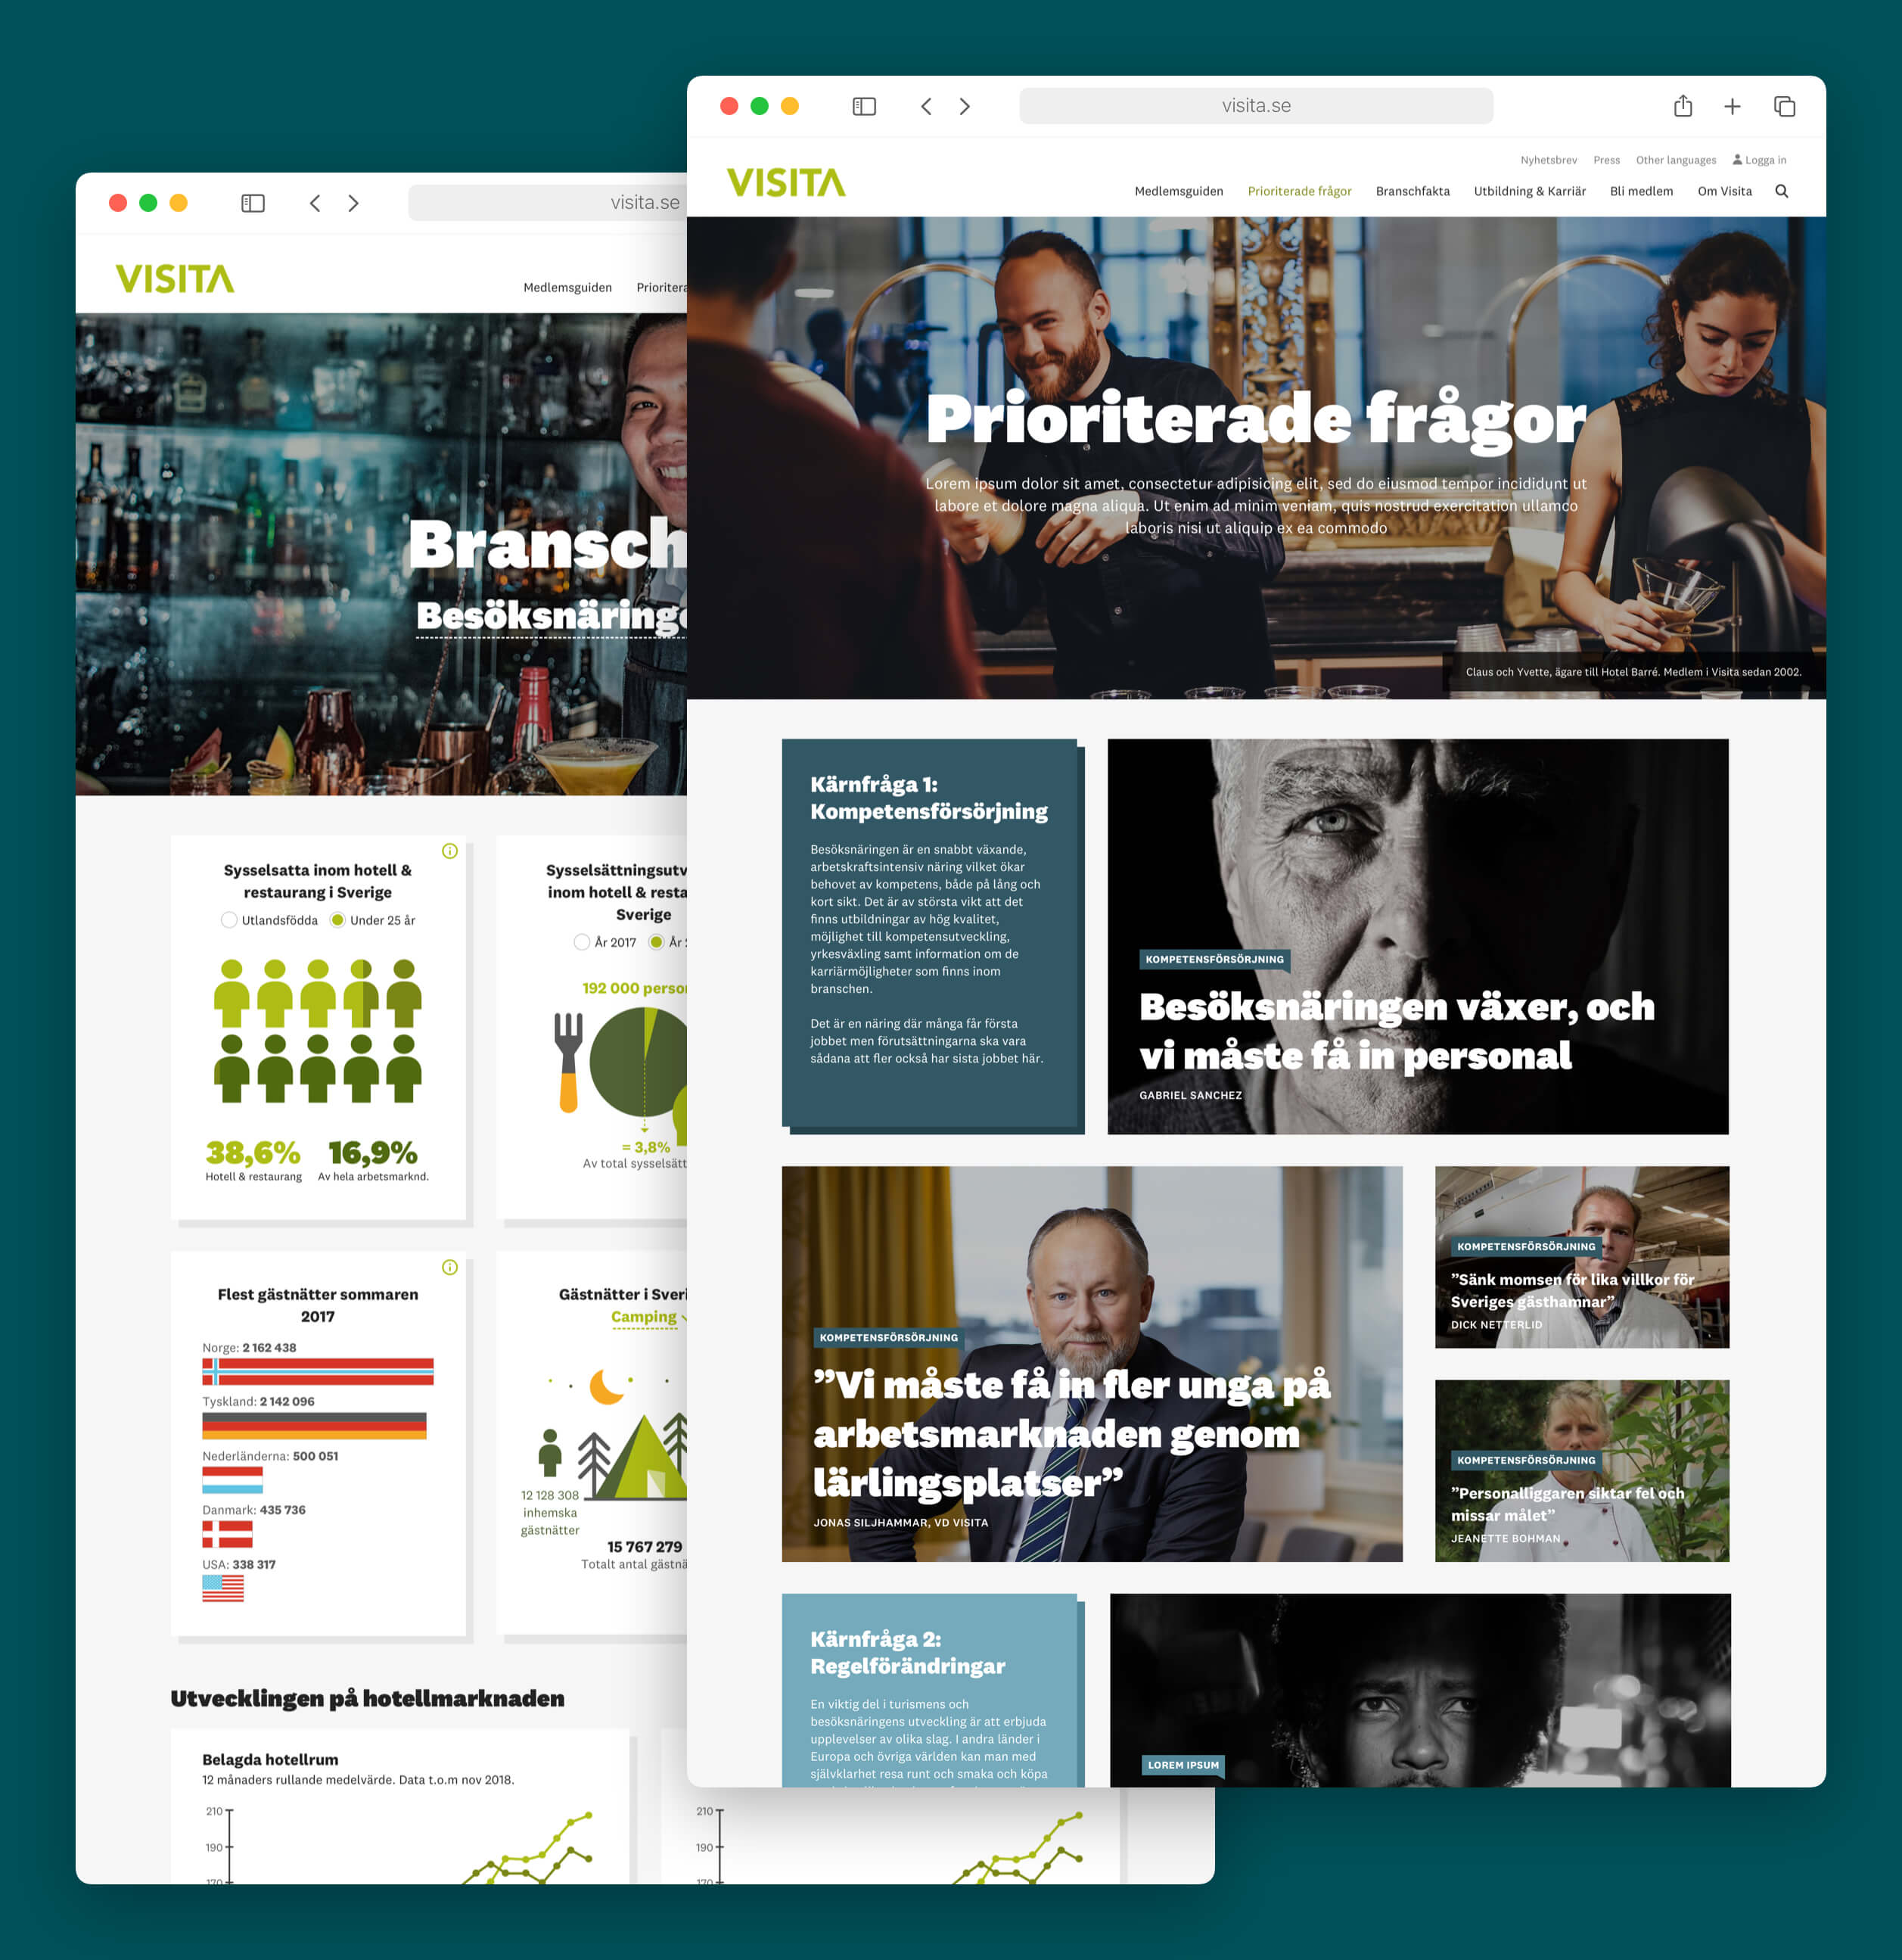 visita.se
VISITA
Nyhetsbrev Press Other languages Logga in
Medlemsguiden Prioriterade frågor Branschfakta Utbildning & Karriär Bli medlem Om Visita
Prioriterade frågor
Lorem ipsum dolor sit amet, consectetur adipisicing elit, sed do eiusmod tempor incididunt ut
labore et dolore magna aliqua. Ut enim ad minim veniam, quis nostrud exercitation ullamco
laboris nisi ut aliquip ex ea commodo
Claus och Yvette, ägare till Hotel Barré. Medlem i Visita sedan 2002.
Kärnfråga 1:
Kompetensförsörjning
Besöksnäringen är en snabbt växande,
arbetskraftsintensiv näring vilket ökar
behovet av kompetens, både på lång och
kort sikt. Det är av största vikt att det
finns utbildningar av hög kvalitet,
möjlighet till kompetensutveckling,
yrkesväxling samt information om de
karriärmöjligheter som finns inom
branschen.
Det är en näring där många får första
jobbet men förutsättningarna ska vara
sådana att fler också har sista jobbet här.
KOMPETENSFÖRSÖRJNING
Besöksnäringen växer, och
vi måste få in personal
GABRIEL SANCHEZ
KOMPETENSFÖRSÖRJNING
”Vi måste få in fler unga på
arbetsmarknaden genom
lärlingsplatser”
JONAS SILJHAMMAR, VD VISITA
KOMPETENSFÖRSÖRJNING
”Sänk momsen för lika villkor för
Sveriges gästhamnar”
DICK NETTERLID
KOMPETENSFÖRSÖRJNING
”Personalliggaren siktar fel och
missar målet”
JEANETTE BOHMAN
Kärnfråga 2:
Regelförändringar
En viktig del i turismens och
besöksnäringens utveckling är att erbjuda
upplevelser av olika slag. I andra länder i
Europa och övriga världen kan man med
självklarhet resa runt och smaka och köpa
LOREM IPSUM
visita.se
VISITA
Medlemsguiden Prioritera
Bransch
Besöksnäringe
Sysselsatta inom hotell &
restaurang i Sverige
Utlandsfödda Under 25 år
38,6% 16,9%
Hotell & restaurang Av hela arbetsmarknd.
Sysselsättningsutv
inom hotell & resta
Sverige
År 2017 År
192 000 person
= 3,8%
Av total sysselsätt
Flest gästnätter sommaren
2017
Norge: 2 162 438
Tyskland: 2 142 096
Nederländerna: 500 051
Danmark: 435 736
USA: 338 317
Gästnätter i Sveri
Camping
12 128 308
inhemska
gästnätter
15 767 279
Totalt antal gästnä
Utvecklingen på hotellmarknaden
Belagda hotellrum
12 månaders rullande medelvärde. Data t.o.m nov 2018.
210
190
170
210
190
170